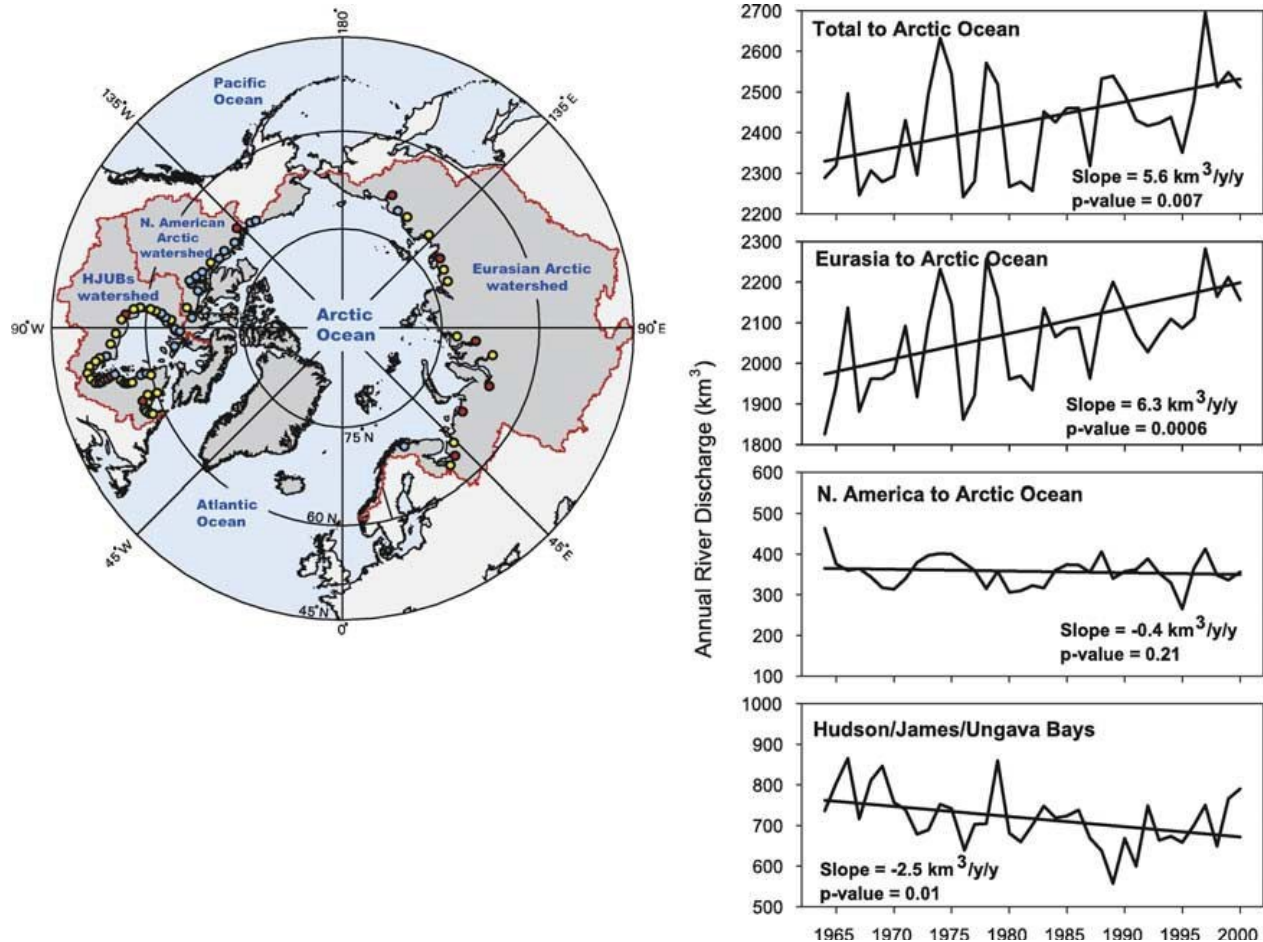 180°
135°W
135°E
Pacific
Ocean
N. American
Arctic
watershed
HJUBs
watershed
Eurasian Arctic
watershed
90°W
Arctic
Ocean
90°E
75 N
Atlantic
Ocean
60 N
45°W
45°E
45°N
0°
Annual River Discharge (km³)
Total to Arctic Ocean
2700
2600
2500
2400
2300
2200
Slope = 5.6 km³/y/y
p-value = 0.007
Eurasia to Arctic Ocean
2300
2200
2100
2000
1900
1800
Slope = 6.3 km³/y/y
p-value = 0.0006
N. America to Arctic Ocean
600
500
400
300
200
100
Slope = -0.4 km³/y/y
p-value = 0.21
Hudson/James/Ungava Bays
1000
900
800
700
600
500
Slope = -2.5 km³/y/y
p-value = 0.01
1965 1970 1975 1980 1985 1990 1995 2000